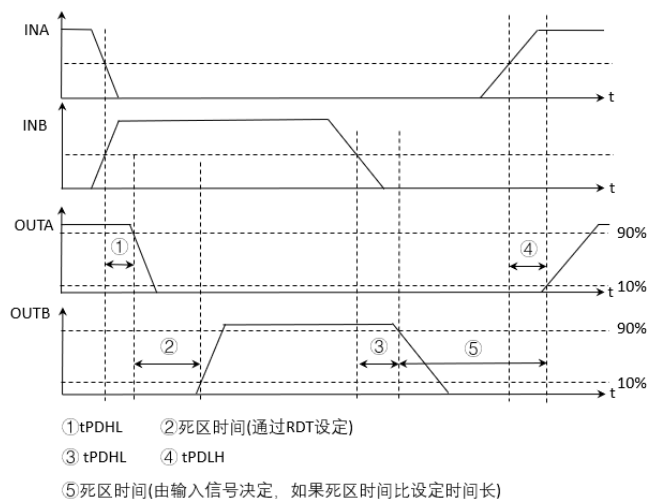 INA
t
INB
t
OUTA
90%
①
④
10%
t
OUTB
90%
②
③
⑤
10%
t
①tPDHL ②死区时间(通过RDT设定)
③ tPDHL ④ tPDLH
⑤死区时间(由输入信号决定，如果死区时间比设定时间长)